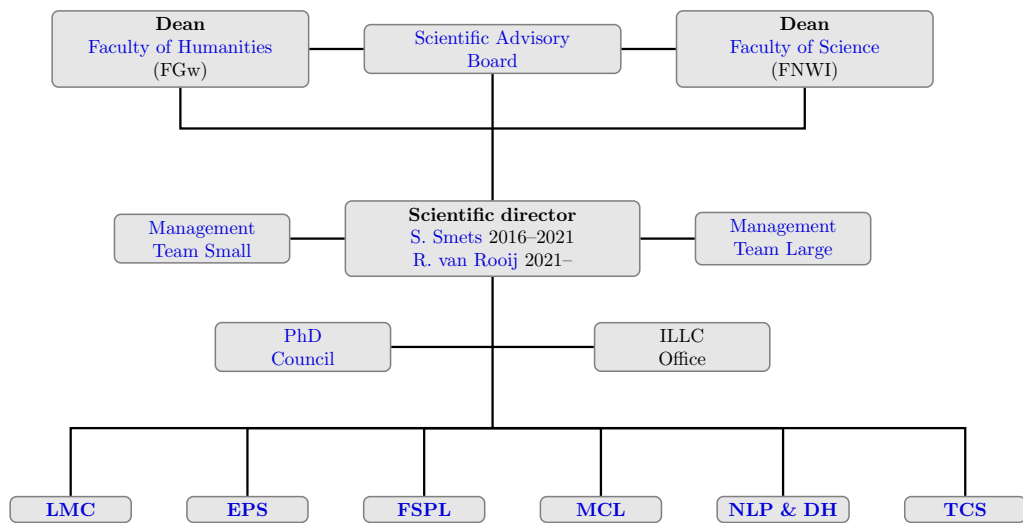 Dean
Faculty of Humanities
(FGw)
Scientific Advisory
Board
Dean
Faculty of Science
(FNWI)
Management
Team Small
Scientific director
S. Smets 2016–2021
R. van Rooij 2021–
Management
Team Large
PhD
Council
ILLC
Office
LMC
EPS
FSPL
MCL
NLP & DH
TCS